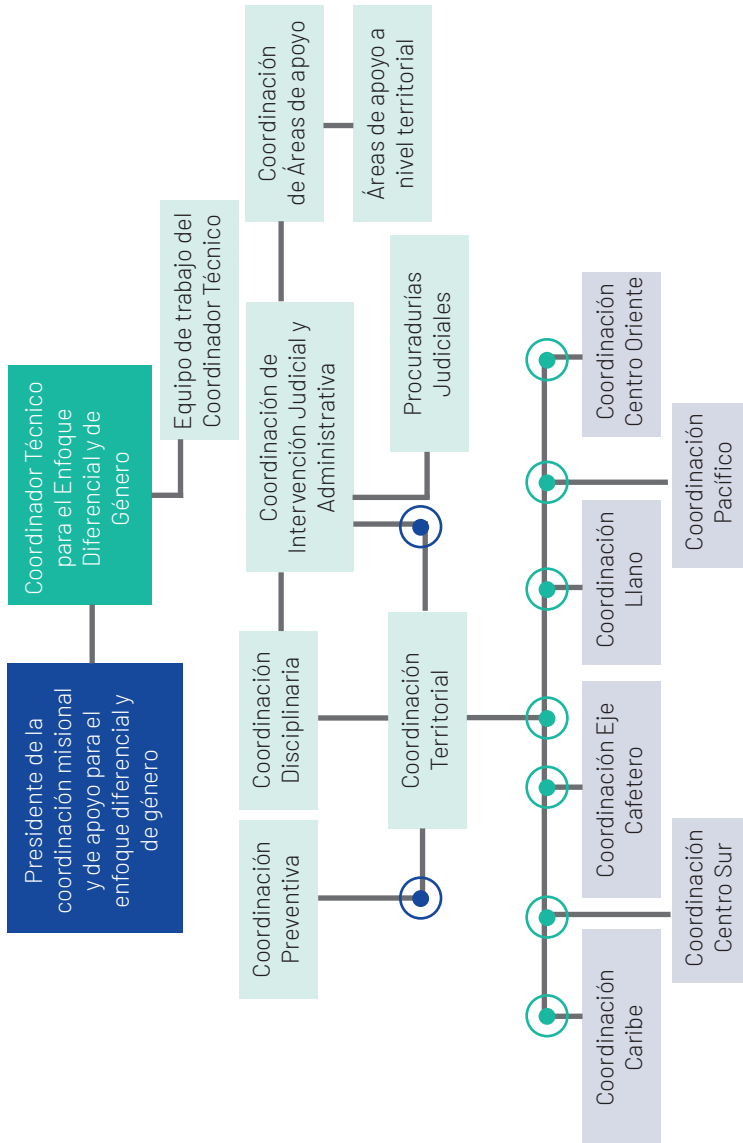 Presidente de la
coordinación misional
y de apoyo para el
enfoque diferencial y
de género
Coordinador Técnico
para el Enfoque
Diferencial y de
Género
Equipo de trabajo del
Coordinador Técnico
Coordinación
Preventiva
Coordinación
Disciplinaria
Coordinación de
Intervención Judicial y
Administrativa
Coordinación
de Áreas de apoyo
Coordinación
Territorial
Procuradurías
Judiciales
Áreas de apoyo a
nivel territorial
Coordinación
Caribe
Coordinación
Centro Sur
Coordinación Eje
Cafetero
Coordinación
Llano
Coordinación
Pacífico
Coordinación
Centro Oriente